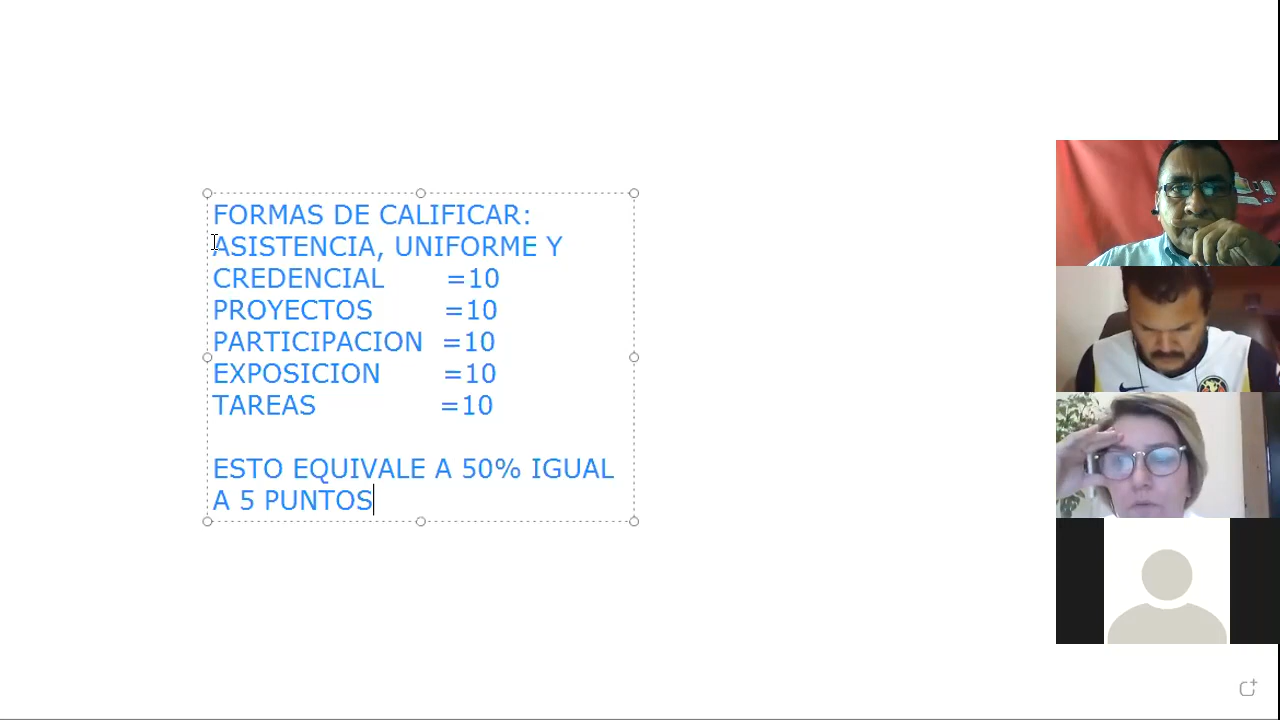 FORMAS DE CALIFICAR:
ASISTENCIA, UNIFORME Y
CREDENCIAL =10
PROYECTOS =10
PARTICIPACION =10
EXPOSICION =10
TAREAS =10
ESTO EQUIVALE A 50% IGUAL
A 5 PUNTOS